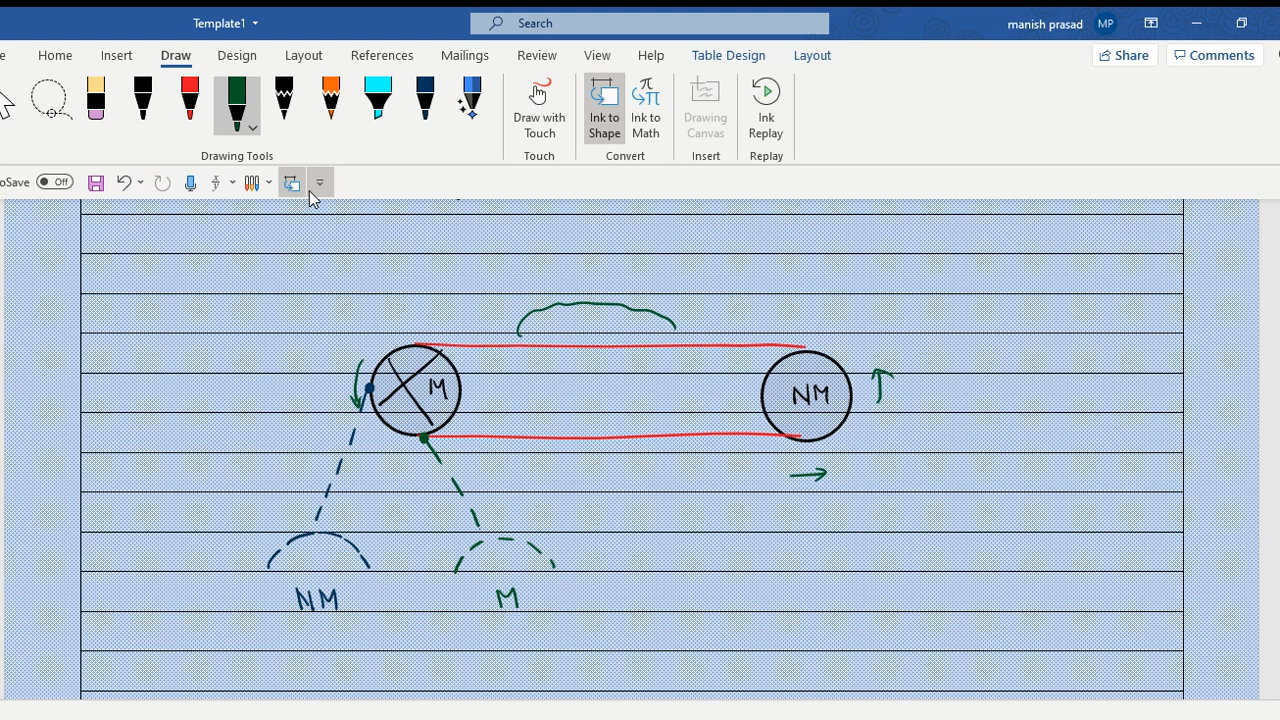 Template1
Search
manish prasad MP
e Home Insert Draw Design Layout References Mailings Review View Help Table Design Layout
Share Comments
Draw with Touch
Ink to Shape
Ink to Math
Drawing Canvas
Ink Replay
Drawing Tools Touch Convert Insert Replay
oSave Off
M
NM
NM
M